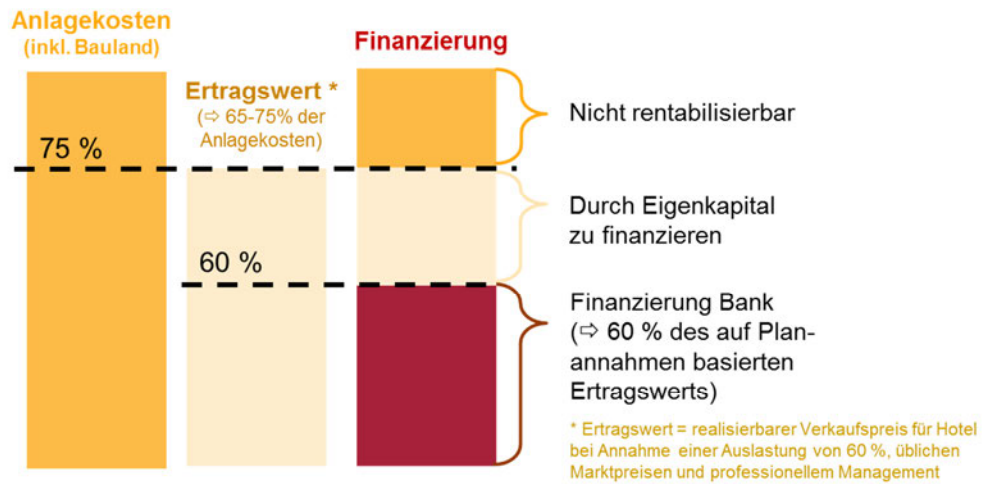 Anlagekosten
(inkl. Bauland)
Finanzierung
Ertragswert *
(⇨ 65-75% der
Anlagekosten)
Nicht rentabilisierbar
75 %
Durch Eigenkapital
zu finanzieren
60 %
Finanzierung Bank
(⇨ 60 % des auf Plan-
annahmen basierten
Ertragswerts)
* Ertragswert = realisierbarer Verkaufspreis für Hotel
bei Annahme einer Auslastung von 60 %, üblichen
Marktpreisen und professionellem Management